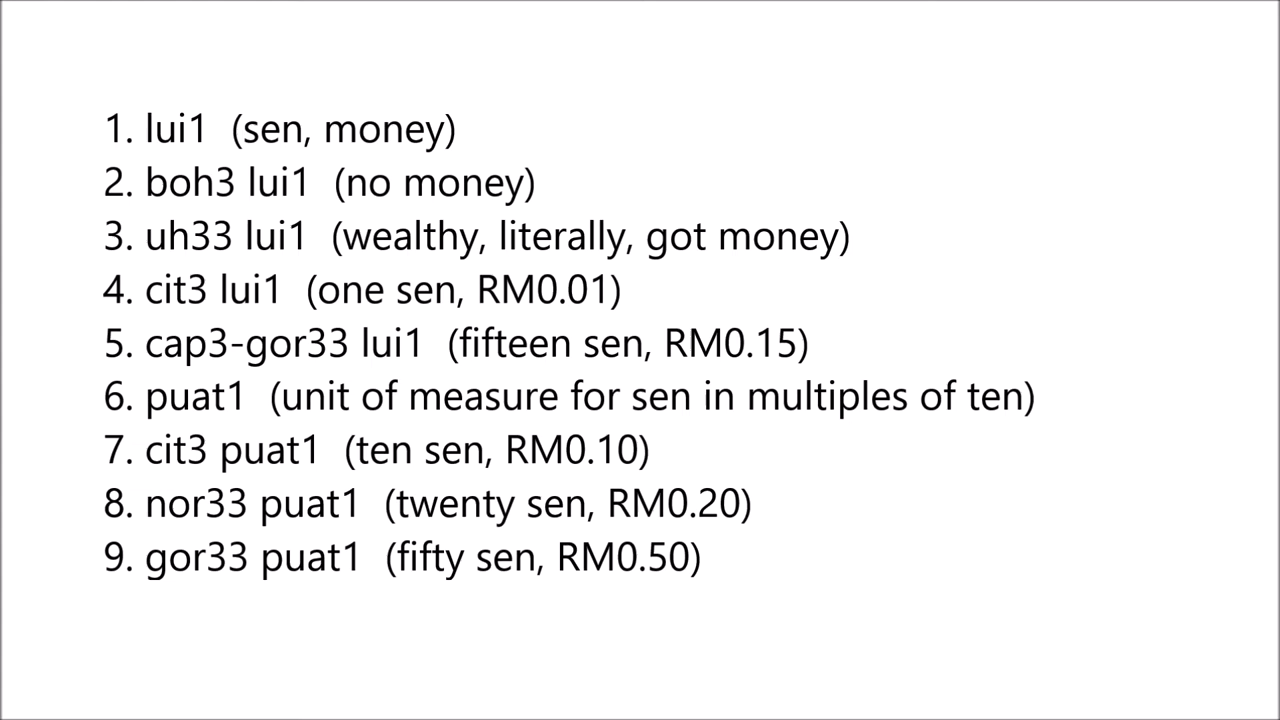 1. lui1 (sen, money)
2. boh3 lui1 (no money)
3. uh33 lui1 (wealthy, literally, got money)
4. cit3 lui1 (one sen, RM0.01)
5. cap3-gor33 lui1 (fifteen sen, RM0.15)
6. puat1 (unit of measure for sen in multiples of ten)
7. cit3 puat1 (ten sen, RM0.10)
8. nor33 puat1 (twenty sen, RM0.20)
9. gor33 puat1 (fifty sen, RM0.50)